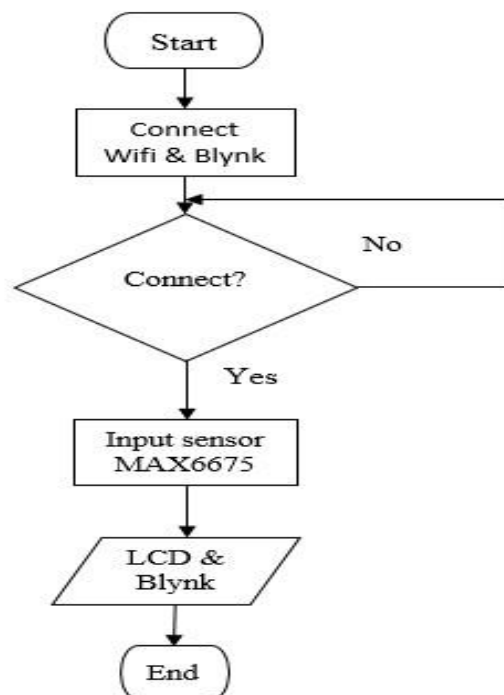 Start
Connect
Wifi & Blynk
No
Connect?
Yes
Input sensor
MAX6675
LCD &
Blynk
End